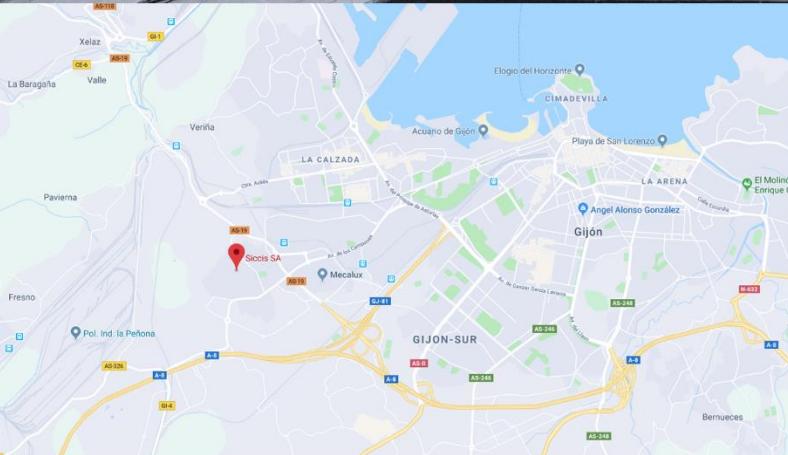 AS-118
GI-1
Xelaz
CE-6
AS-19
La Baragaña
Valle
Elogio del Horizonte
CIMADEVILLA
Veriña
Acuario de Gijón
Playa de San Lorenzo
LA CALZADA
LA ARENA
El Molinó
Enrique
Pavierna
Angel Alonso González
AS-19
Gijón
Siccis SA
Mecalux
AS-19
Fresno
GJ-81
N-632
Pol. Ind. la Peñona
AS-246
AS-248
GIJON-SUR
A-8
A-8
A-8
AS-II
AS-326
A-8
A-8
AS-246
GI-4
Bernueces
AS-248